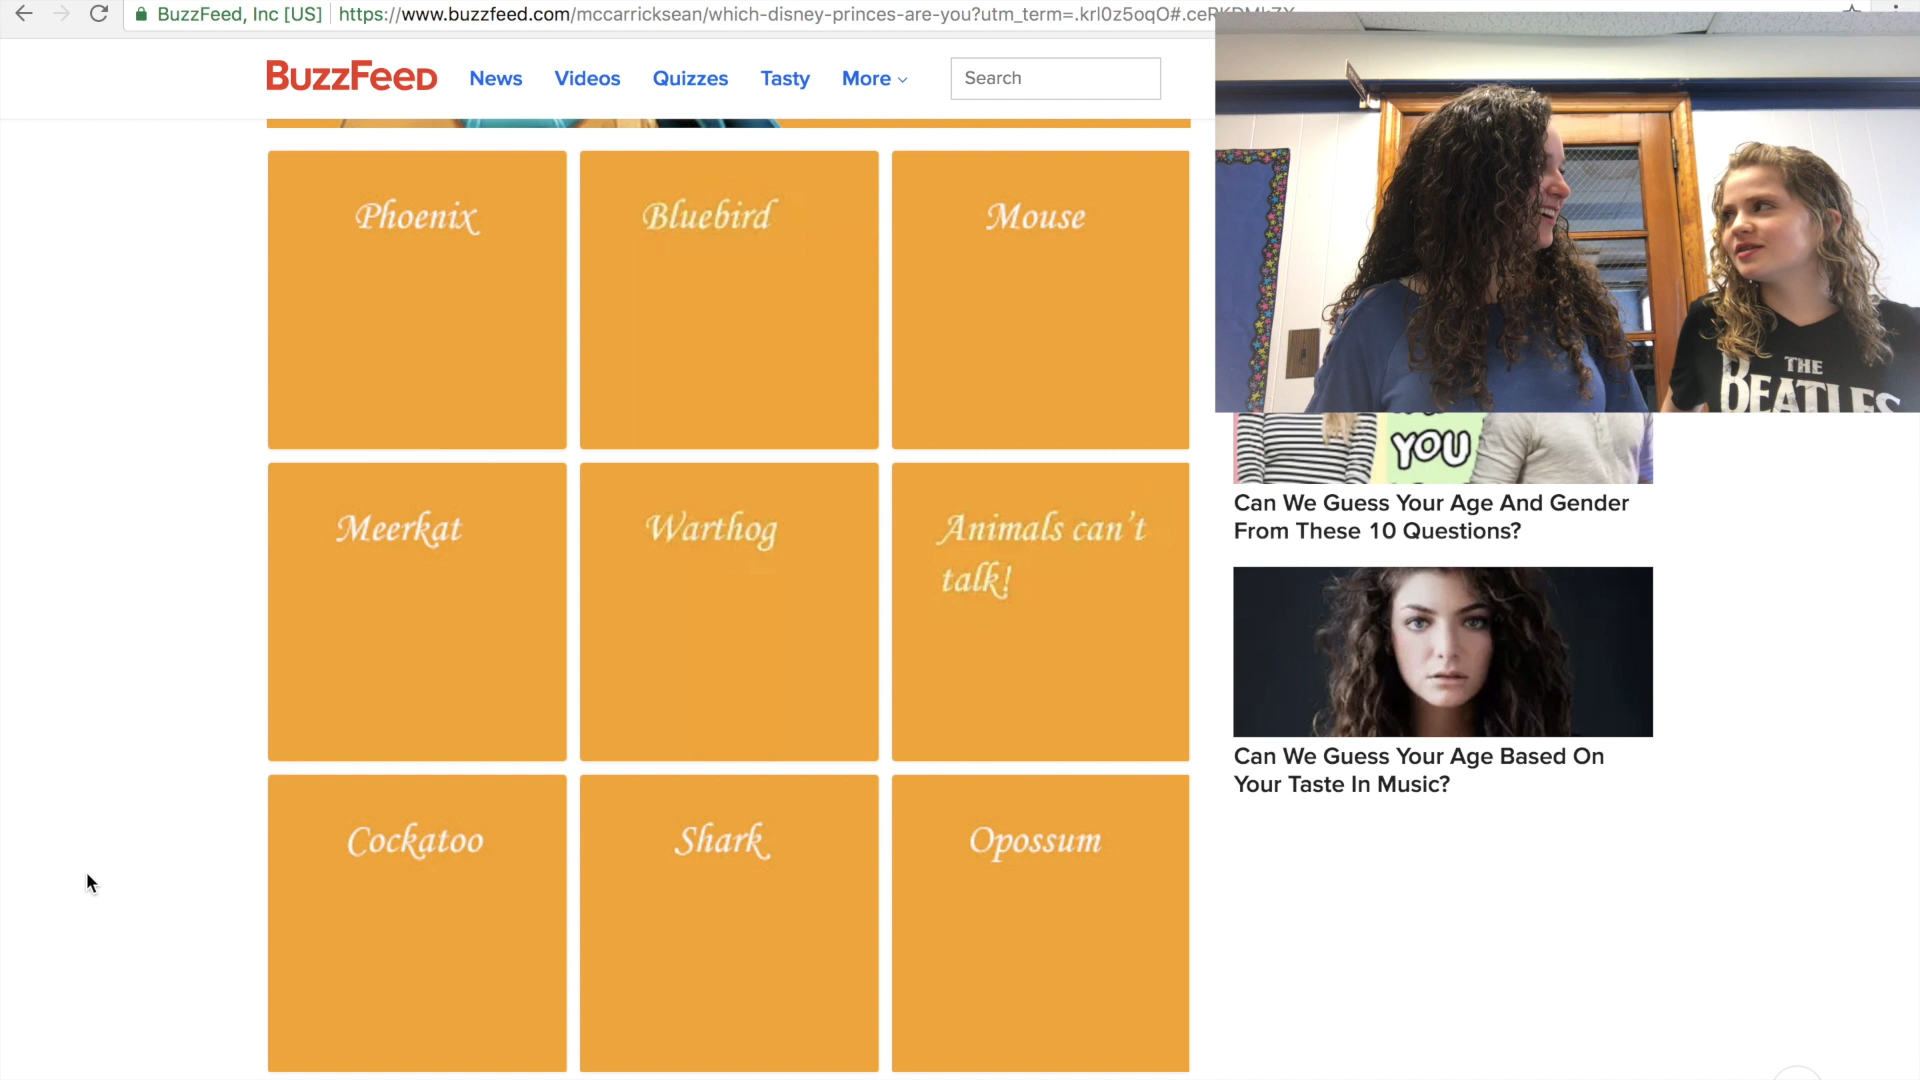 BuzzFeed, Inc [US] https://www.buzzfeed.com/mccarricksean/which-disney-princes-are-you?utm_term=.krl0z5oqO#
BuzzFeed News Videos Quizzes Tasty More Search
Phoenix Bluebird Mouse
Meerkat Warthog Animals can't
talk!
Cockatoo Shark Opossum
THE
BEATLES
YOU
Can We Guess Your Age And Gender
From These 10 Questions?
Can We Guess Your Age Based On
Your Taste In Music?